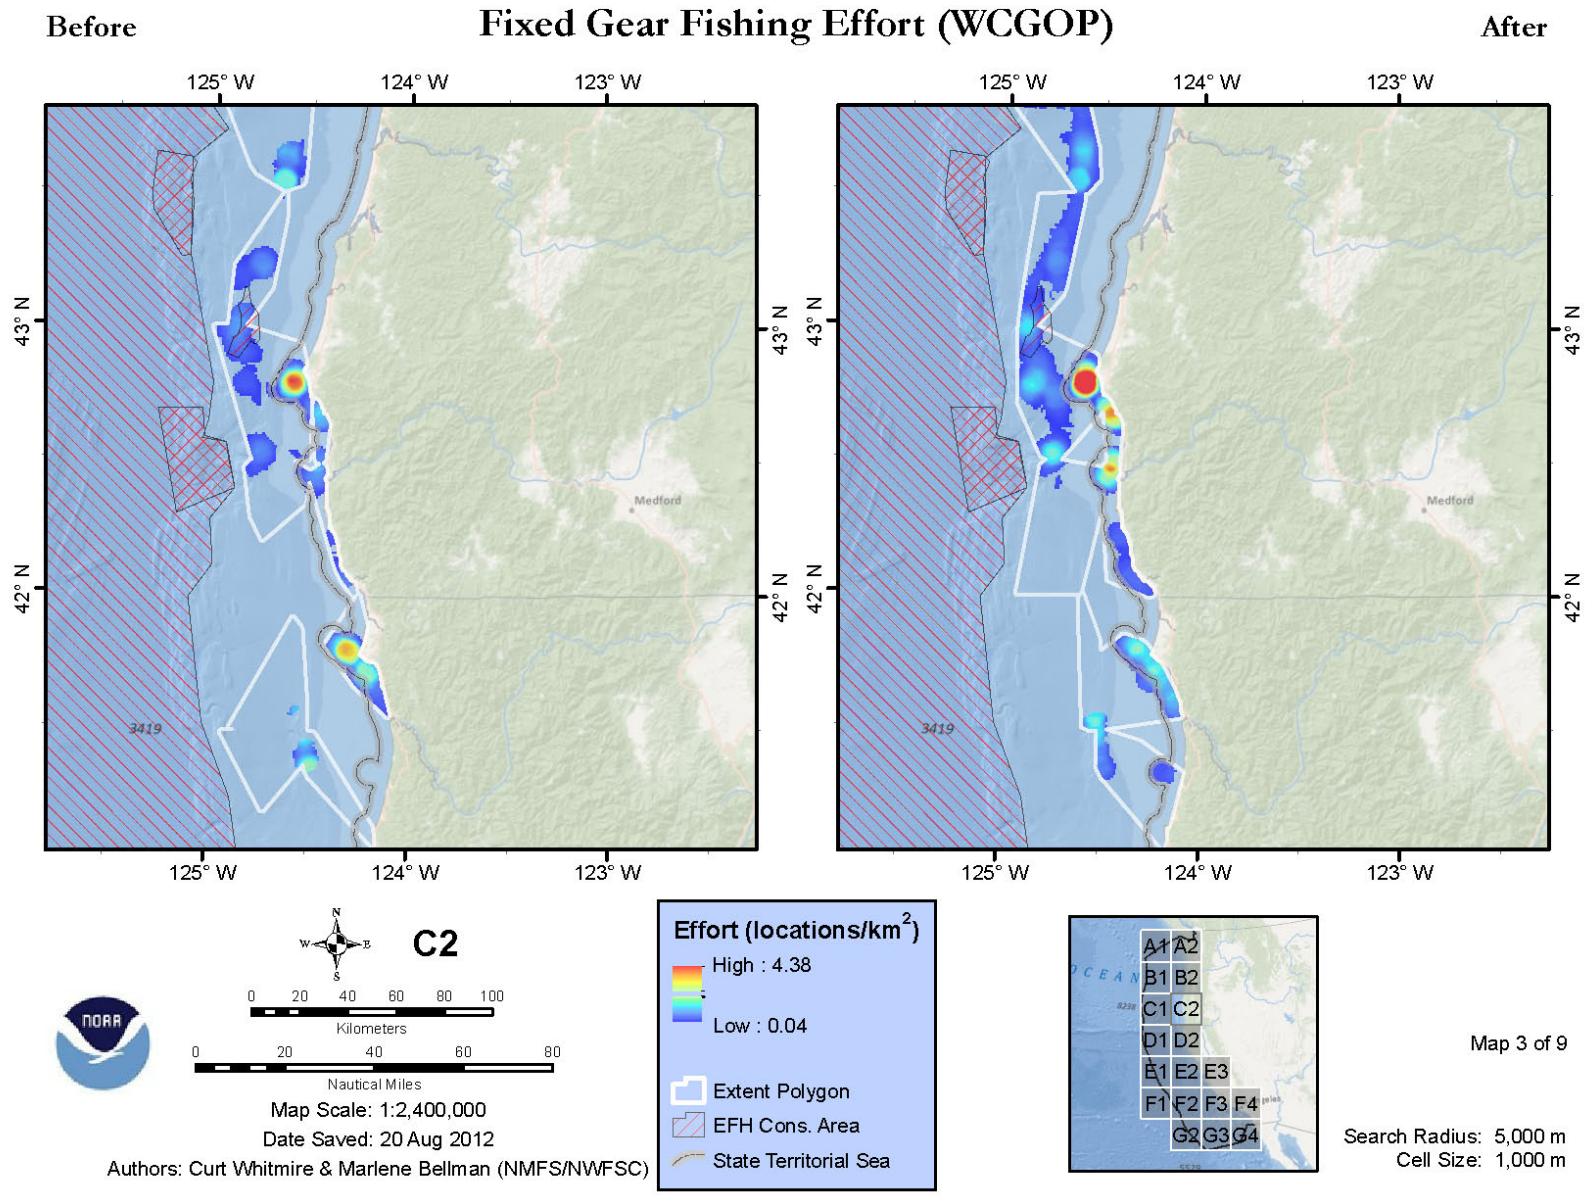 Before
Fixed Gear Fishing Effort (WCGOP)
After
125° W 124° W 123° W
125° W 124° W 123° W
43° N
43° N
43° N
43° N
42° N
42° N
42° N
42° N
Medford
Medford
3419
3419
125° W 124° W 123° W
125° W 124° W 123° W
N
W E
S
C2
0 20 40 60 80 100
Kilometers
0 20 40 60 80
Nautical Miles
NOAA
Map Scale: 1:2,400,000
Date Saved: 20 Aug 2012
Authors: Curt Whitmire & Marlene Bellman (NMFS/NWFSC)
Effort (locations/km²)
High : 4.38
Low : 0.04
Extent Polygon
EFH Cons. Area
State Territorial Sea
OCEAN
A1 A2
B1 B2
C1 C2
D1 D2
E1 E2 E3
F1 F2 F3 F4
G2 G3 G4
Map 3 of 9
Search Radius: 5,000 m
Cell Size: 1,000 m